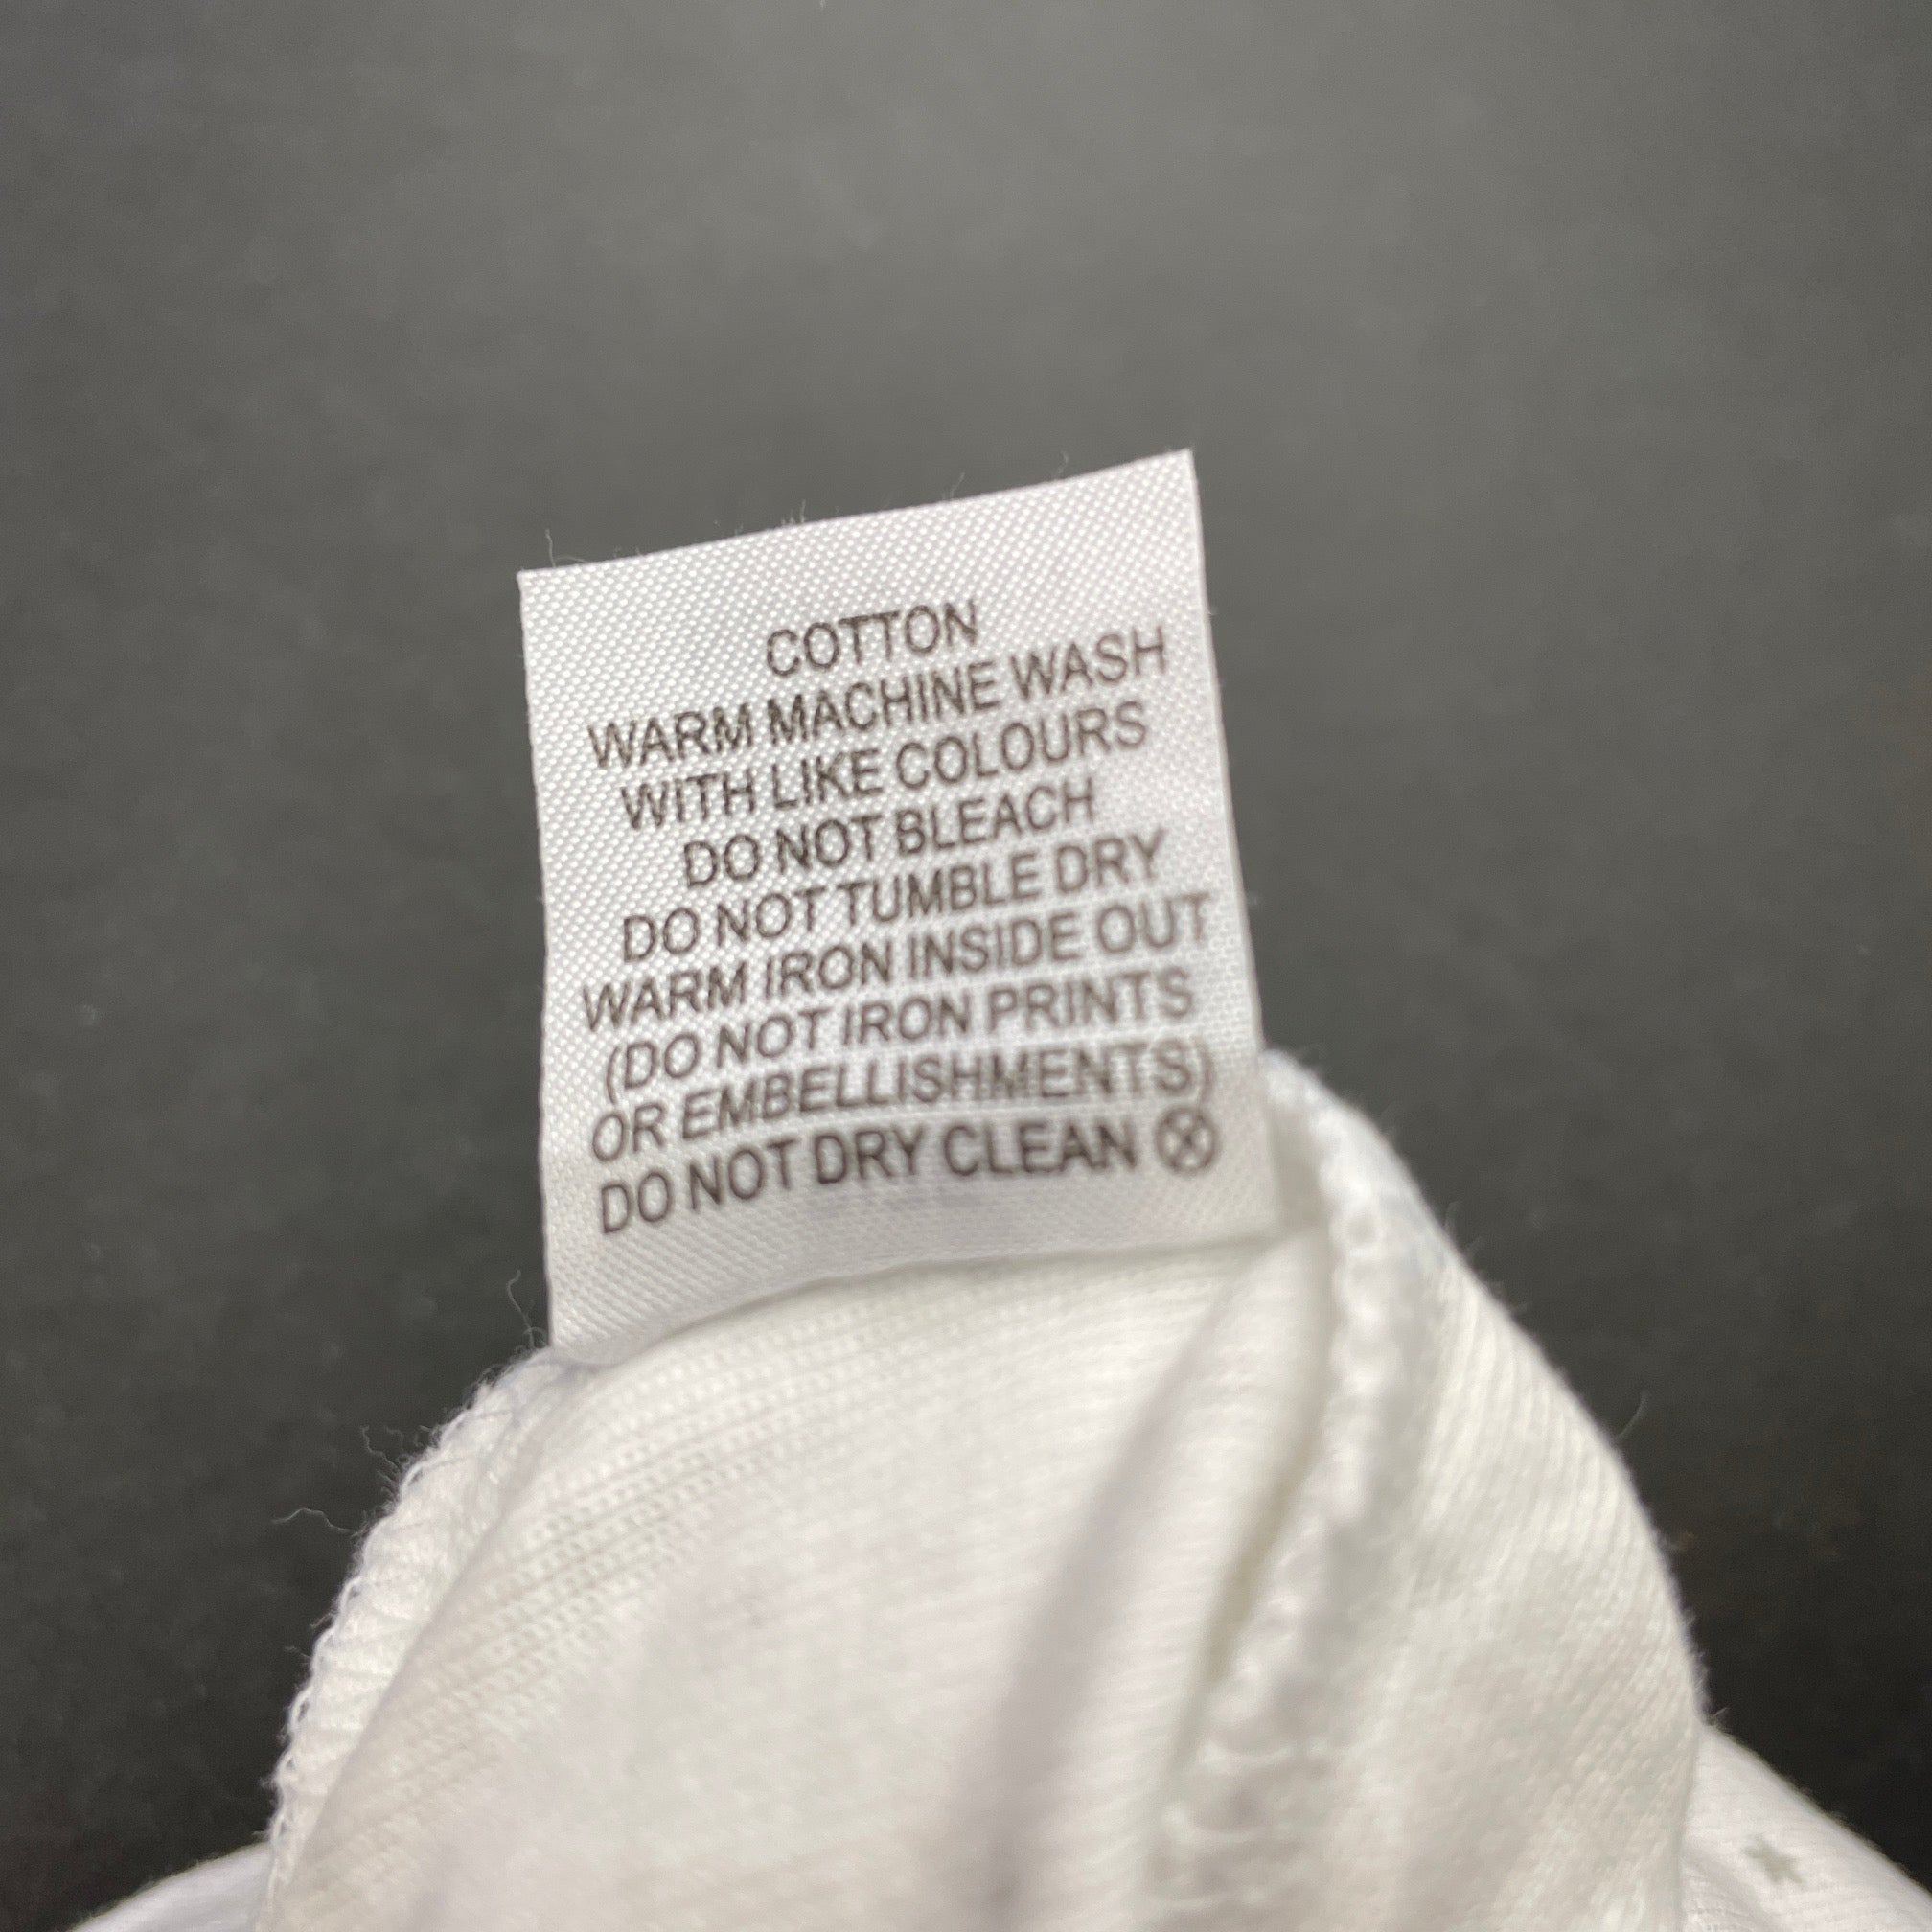 COTTON
WARM MACHINE WASH
WITH LIKE COLOURS
DO NOT BLEACH
DO NOT TUMBLE DRY
WARM IRON INSIDE OUT
(DO NOT IRON PRINTS
OR EMBELLISHMENTS)
DO NOT DRY CLEAN